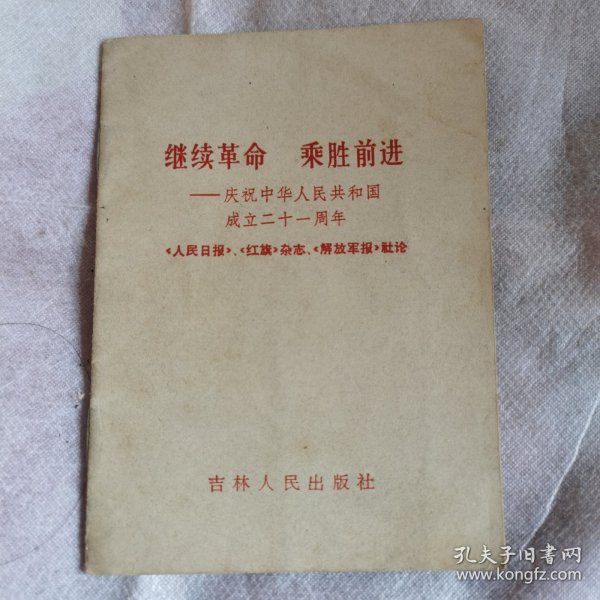 继续革命　乘胜前进
——庆祝中华人民共和国
成立二十一周年
《人民日报》、《红旗》杂志、《解放军报》社论
吉林人民出版社
孔夫子旧书网
www.kongfz.com